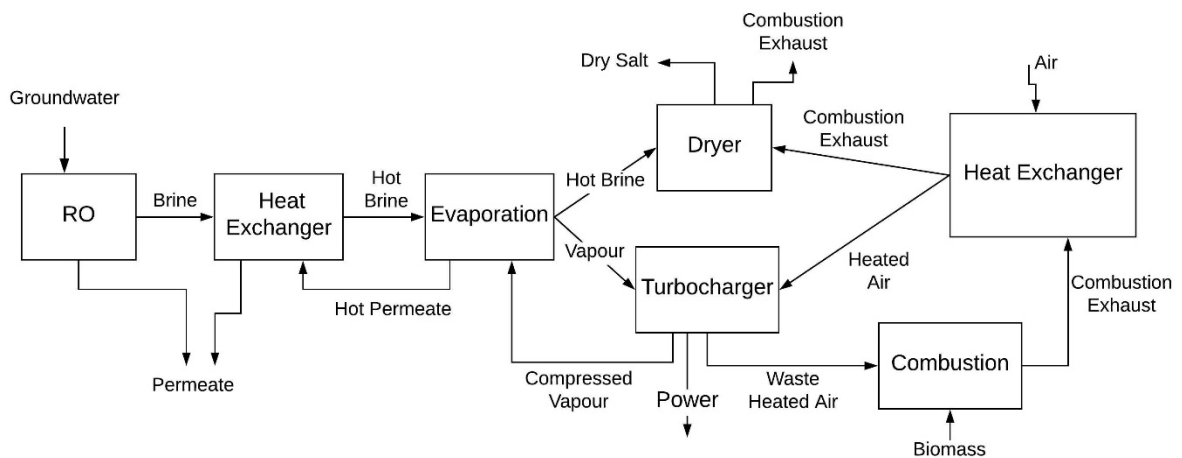 Combustion
Exhaust
Dry Salt
Air
Groundwater
Combustion
Exhaust
Dryer
Heat Exchanger
Hot
Brine
Brine
Hot Brine
RO
Heat
Exchanger
Evaporation
Vapour
Heated
Air
Turbocharger
Combustion
Exhaust
Hot Permeate
Combustion
Compressed
Vapour
Waste
Heated Air
Permeate
Power
Biomass